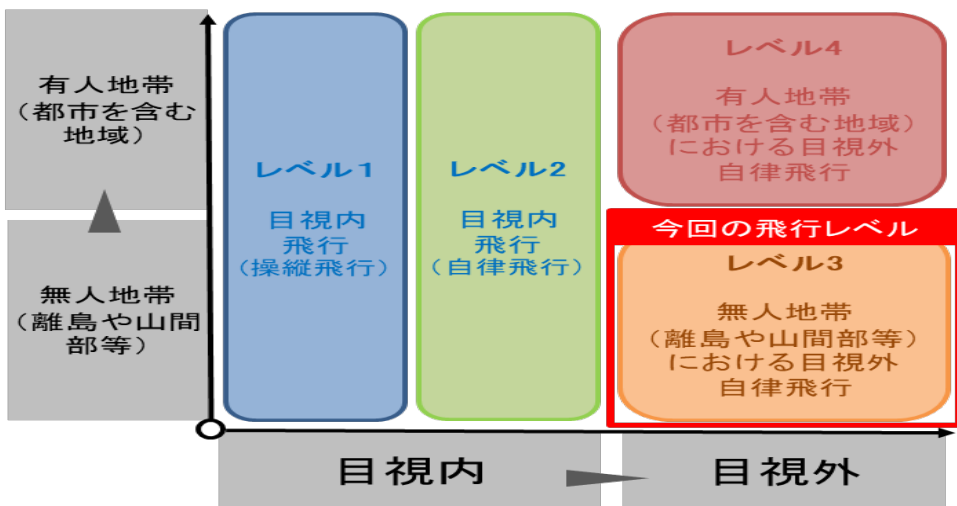 有人地帯
（都市を含む
地域）
無人地帯
（離島や山間
部等）
レベル1
目視内
飛行
（操縦飛行）
レベル2
目視内
飛行
（自律飛行）
レベル4
有人地帯
（都市を含む地域）
における目視外
自律飛行
今回の飛行レベル
レベル3
無人地帯
（離島や山間部等）
における目視外
自律飛行
目視内
目視外